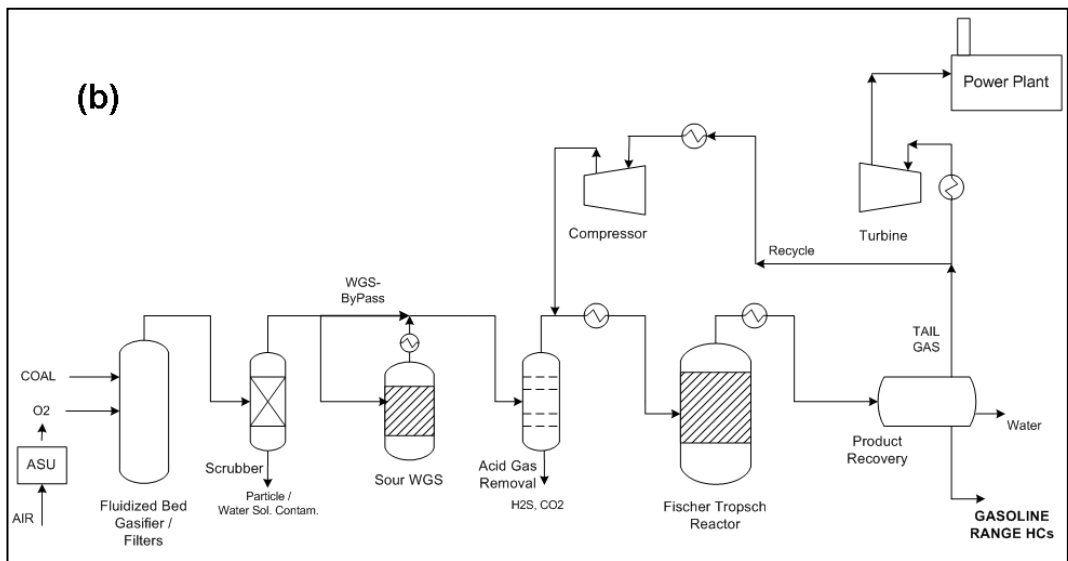 (b)
Power Plant
Compressor
Turbine
Recycle
WGS-
ByPass
TAIL
GAS
COAL
O2
ASU
AIR
Fluidized Bed
Gasifier /
Filters
Scrubber
Particle /
Water Sol. Contam.
Sour WGS
Acid Gas
Removal
H2S, CO2
Fischer Tropsch
Reactor
Product
Recovery
Water
GASOLINE
RANGE HCs